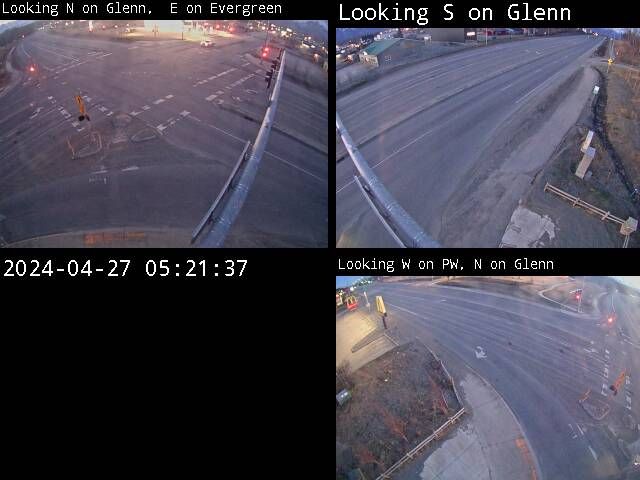 Looking N on Glenn, E on Evergreen
Looking S on Glenn
2024-04-27 05:21:37
Looking W on PW, N on Glenn